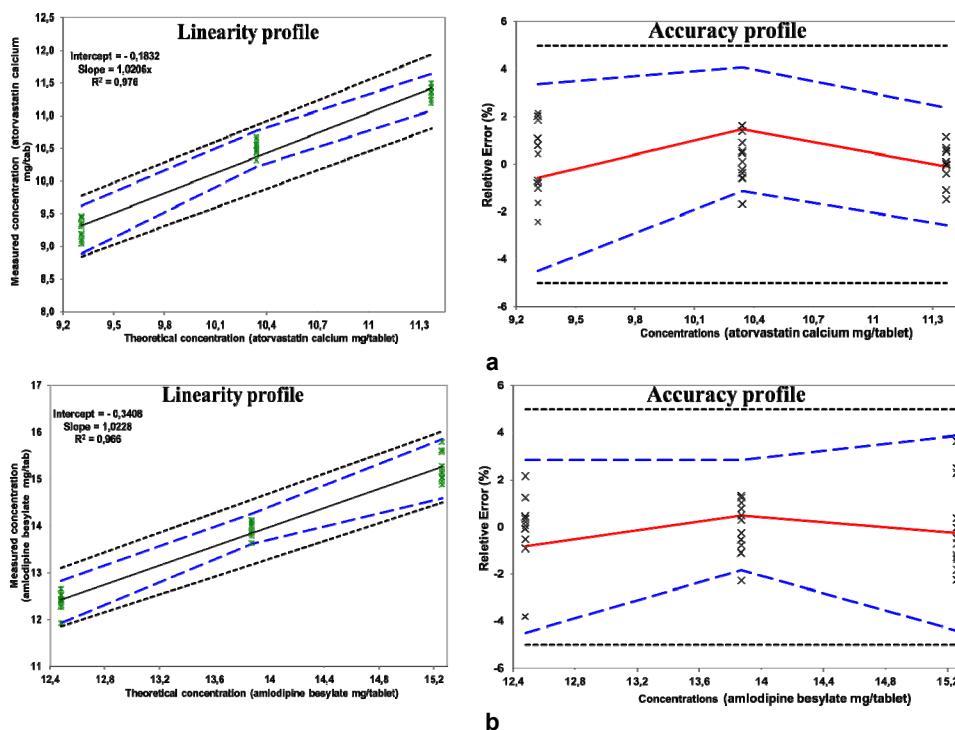 Linearity profile
Intercept = - 0,1832
Slope = 1,0206x
R² = 0,976
Measured concentration (atorvastatin calcium
mg/tab)
12,5
12,0
11,5
11,0
10,5
10,0
9,5
9,0
8,5
8,0
9,2 9,5 9,8 10,1 10,4 10,7 11 11,3
Theoretical concentration (atorvastatin calcium mg/tablet)
Accuracy profile
Reletive Error (%)
6
4
2
0
-2
-4
-6
9,2 9,5 9,8 10,1 10,4 10,7 11 11,3
Concentrations (atorvastatin calcium mg/tablet)
a
Linearity profile
Intercept = - 0,3408
Slope = 1,0228
R² = 0,966
Measured concentration
(amlodipine besylate mg/tab)
17
16
15
14
13
12
11
12,4 12,8 13,2 13,6 14 14,4 14,8 15,2
Theoretical concentration (amlodipine besylate mg/tablet)
Accuracy profile
Reletive Error (%)
6
4
2
0
-2
-4
-6
12,4 12,8 13,2 13,6 14 14,4 14,8 15,2
Concentrations (amlodipine besylate mg/tablet)
b